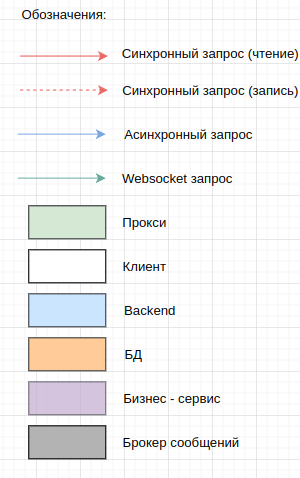 Обозначения:
Синхронный запрос (чтение)
Синхронный запрос (запись)
Асинхронный запрос
Websocket запрос
Прокси
Клиент
Backend
БД
Бизнес - сервис
Брокер сообщений